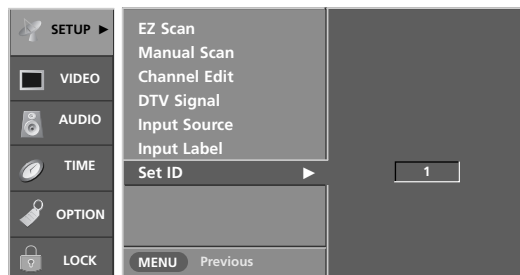 SETUP ►
VIDEO
AUDIO
TIME
OPTION
LOCK
EZ Scan
Manual Scan
Channel Edit
DTV Signal
Input Source
Input Label
Set ID ►
1
MENU Previous